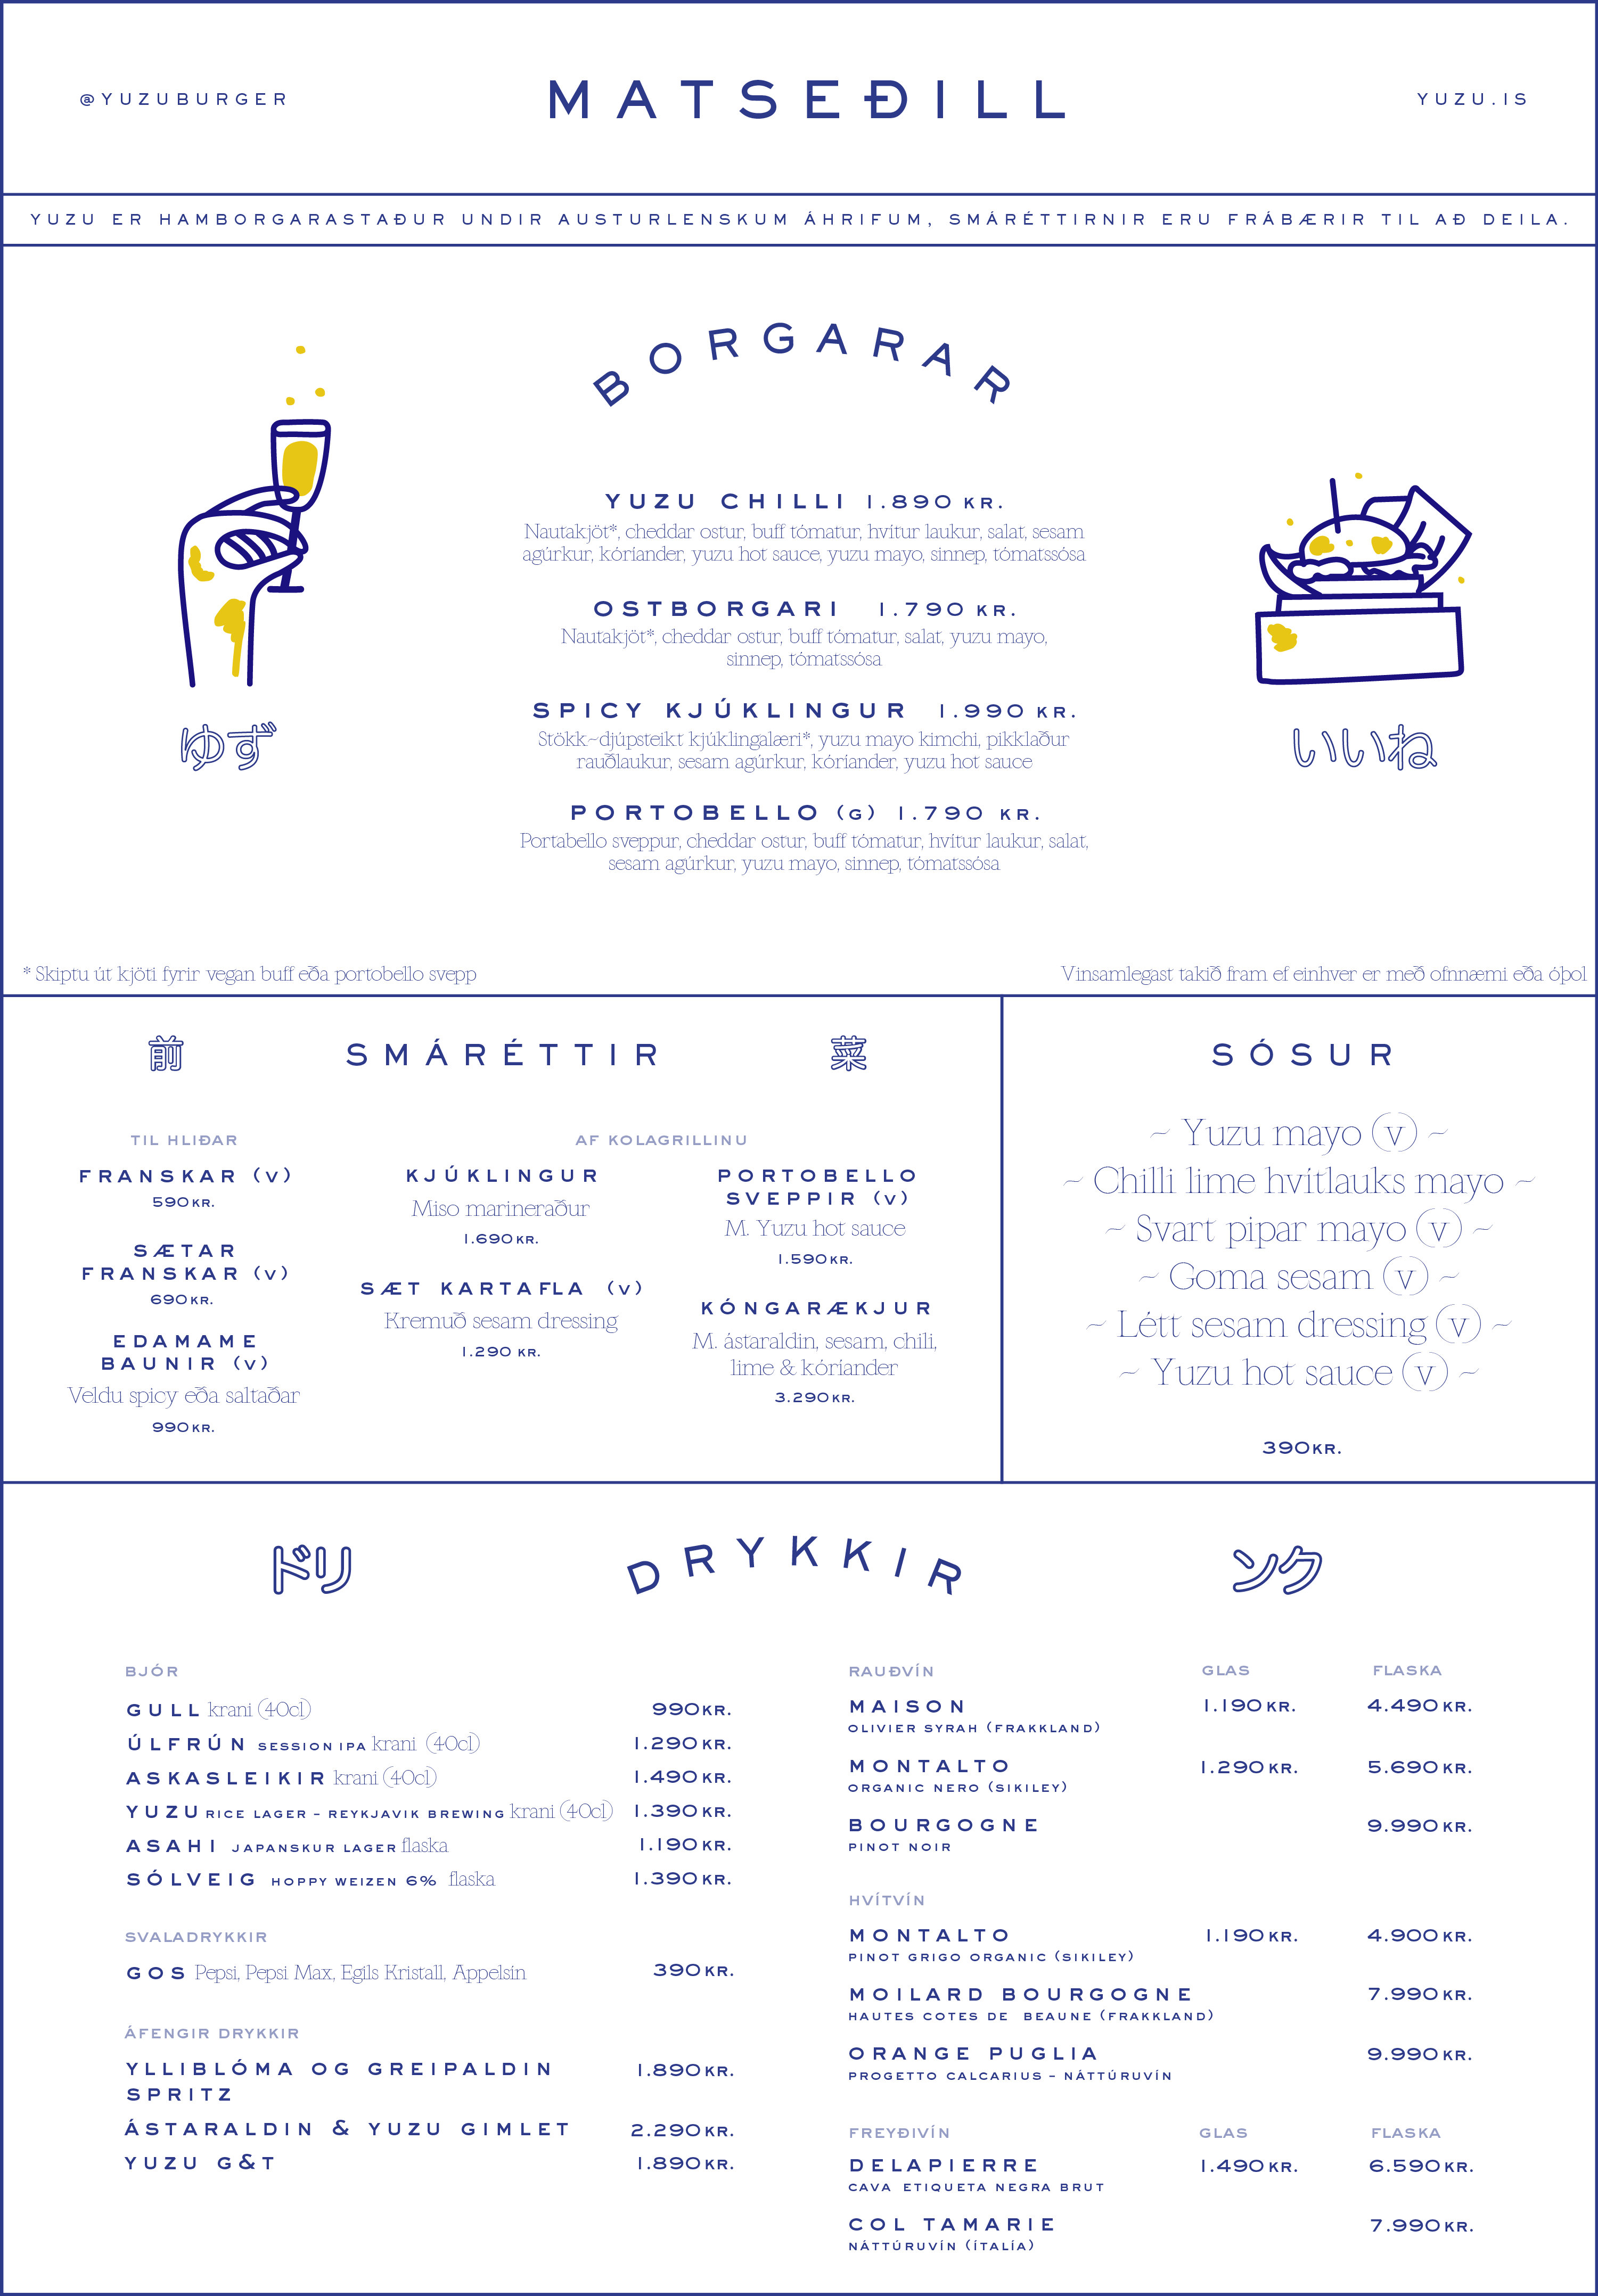 @YUZUBURGER
MATSEÐILL
YUZU.IS
YUZU ER HAMBORGARASTAÐUR UNDIR AUSTURLENSKUM ÁHRIFUM, SMÁRÉTTIRNIR ERU FRÁBÆRIR TIL AÐ DEILA.
BORGARAR
YUZU CHILLI 1.890 KR.
Nautakjöt*, cheddar ostur, buff tómatur, hvítur laukur, salat, sesam
agúrkur, kóríander, yuzu hot sauce, yuzu mayo, sinnep, tómatssósa
OSTBORGARI 1.790 KR.
Nautakjöt*, cheddar ostur, buff tómatur, salat, yuzu mayo,
sinnep, tómatssósa
SPICY KJÚKLINGUR 1.990 KR.
Stökk~djúpsteikt kjúklingalæri*, yuzu mayo kimchi, pikklaður
rauðlaukur, sesam agúrkur, kóríander, yuzu hot sauce
PORTOBELLO (G) 1.790 KR.
Portabello sveppur, cheddar ostur, buff tómatur, hvítur laukur, salat,
sesam agúrkur, yuzu mayo, sinnep, tómatssósa
ゆず
いいね
* Skiptu út kjöti fyrir vegan buff eða portobello svepp
Vinsamlegast takið fram ef einhver er með ofnnæmi eða óþol
前
SMÁRÉTTIR
菜
TIL HLIÐAR
FRANSKAR (V)
590KR.
SÆTAR
FRANSKAR (V)
690KR.
EDAMAME
BAUNIR (V)
Veldu spicy eða saltaðar
990KR.
AF KOLAGRILLINU
KJÚKLINGUR
Miso marineraður
1.690KR.
SÆT KARTAFLA (V)
Kremuð sesam dressing
1.290 KR.
PORTOBELLO
SVEPPIR (V)
M. Yuzu hot sauce
1.590KR.
KÓNGARÆKJUR
M. ástaraldin, sesam, chili,
lime & kóríander
3.290KR.
SÓSUR
~ Yuzu mayo (v) ~
~ Chilli lime hvítlauks mayo ~
~ Svart pipar mayo (v) ~
~ Goma sesam (v) ~
~ Létt sesam dressing (v) ~
~ Yuzu hot sauce (v) ~
390KR.
ドリ
DRYKKIR
ンク
BJÓR
GULL krani (40cl) 990KR.
ÚLFRÚN SESSION IPA krani (40cl) 1.290KR.
ASKASLEIKIR krani (40cl) 1.490KR.
YUZU RICE LAGER - REYKJAVIK BREWING krani (40cl) 1.390KR.
ASAHI JAPANSKUR LAGER flaska 1.190KR.
SÓLVEIG HOPPY WEIZEN 6% flaska 1.390KR.
SVALADRYKKIR
GOS Pepsi, Pepsi Max, Egils Kristall, Appelsin 390KR.
ÁFENGIR DRYKKIR
YLLIBLÓMA OG GREIPALDIN 1.890KR.
SPRITZ
ÁSTARALDIN & YUZU GIMLET 2.290KR.
YUZU G&T 1.890KR.
RAUÐVÍN GLAS FLASKA
MAISON 1.190KR. 4.490KR.
OLIVIER SYRAH (FRAKKLAND)
MONTALTO 1.290KR. 5.690KR.
ORGANIC NERO (SIKILEY)
BOURGOGNE 9.990KR.
PINOT NOIR
HVÍTVÍN
MONTALTO 1.190KR. 4.900KR.
PINOT GRIGO ORGANIC (SIKILEY)
MOILARD BOURGOGNE 7.990KR.
HAUTES COTES DE BEAUNE (FRAKKLAND)
ORANGE PUGLIA 9.990KR.
PROGETTO CALCARIUS - NÁTTÚRUVÍN
FREYÐIVÍN GLAS FLASKA
DELAPIERRE 1.490KR. 6.590KR.
CAVA ETIQUETA NEGRA BRUT
COL TAMARIE 7.990KR.
NÁTTÚRUVÍN (ÍTALÍA)